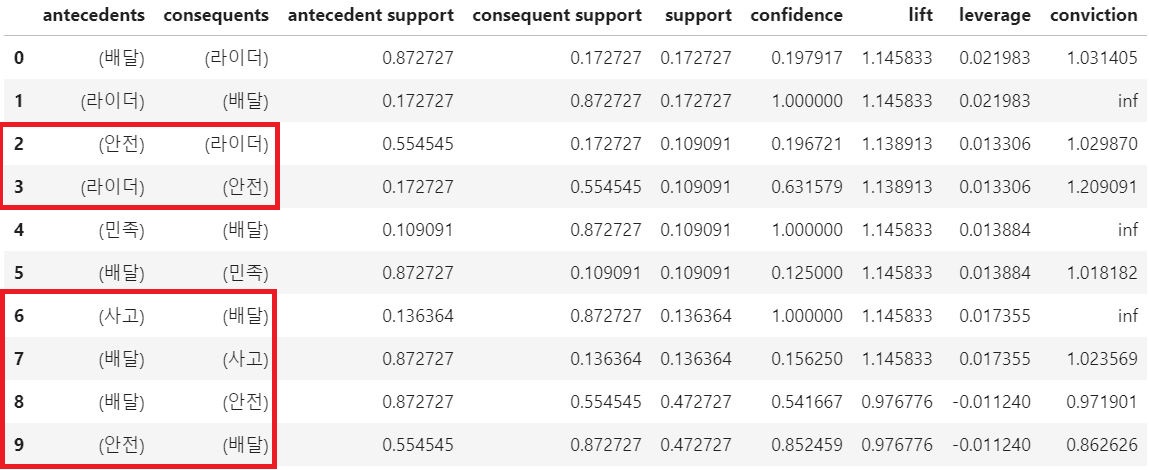 antecedents consequents antecedent support consequent support support confidence lift leverage conviction
0 (배달) (라이더) 0.872727 0.172727 0.172727 0.197917 1.145833 0.021983 1.031405
1 (라이더) (배달) 0.172727 0.872727 0.172727 1.000000 1.145833 0.021983 inf
2 (안전) (라이더) 0.554545 0.172727 0.109091 0.196721 1.138913 0.013306 1.029870
3 (라이더) (안전) 0.172727 0.554545 0.109091 0.631579 1.138913 0.013306 1.209091
4 (민족) (배달) 0.109091 0.872727 0.109091 1.000000 1.145833 0.013884 inf
5 (배달) (민족) 0.872727 0.109091 0.109091 0.125000 1.145833 0.013884 1.018182
6 (사고) (배달) 0.136364 0.872727 0.136364 1.000000 1.145833 0.017355 inf
7 (배달) (사고) 0.872727 0.136364 0.136364 0.156250 1.145833 0.017355 1.023569
8 (배달) (안전) 0.872727 0.554545 0.472727 0.541667 0.976776 -0.011240 0.971901
9 (안전) (배달) 0.554545 0.872727 0.472727 0.852459 0.976776 -0.011240 0.862626